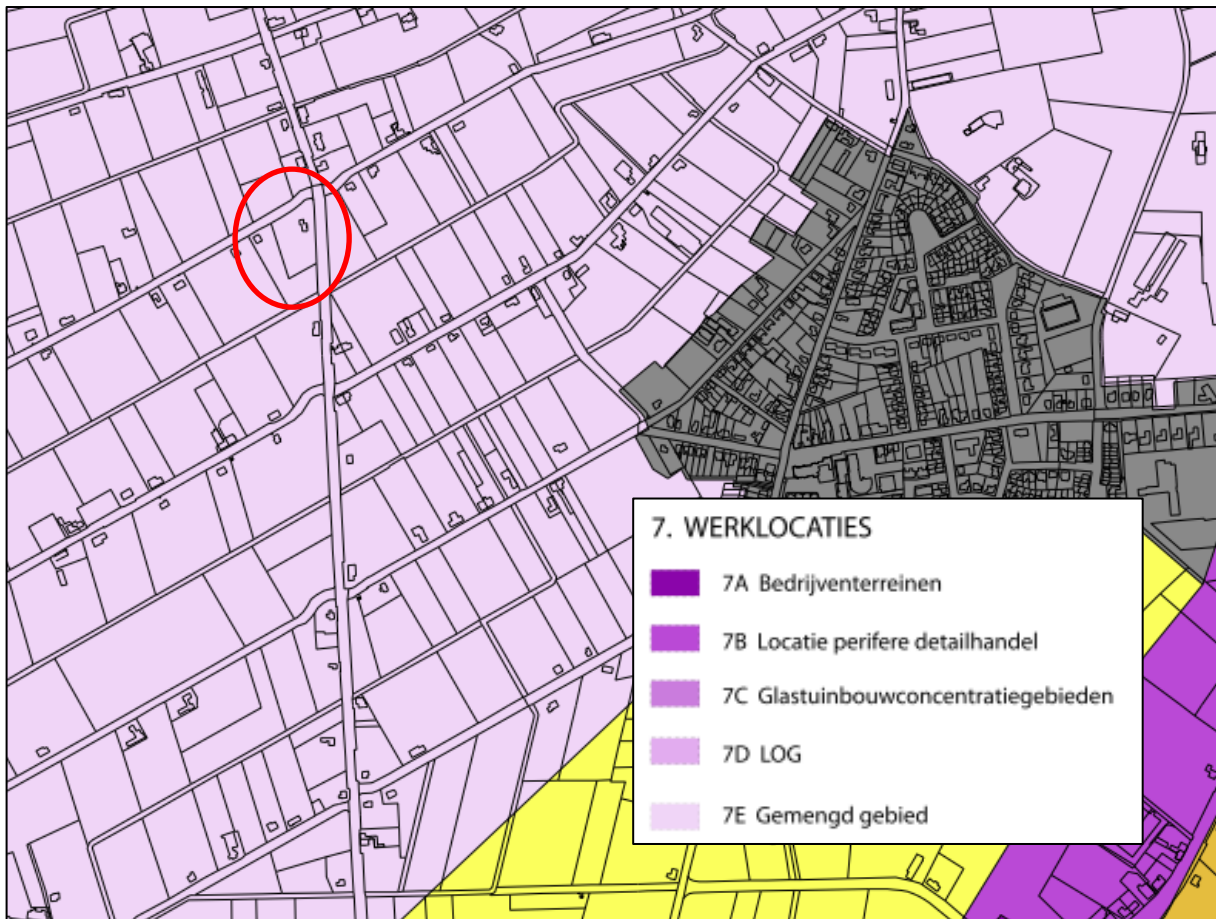 7. WERKLOCATIES
7A Bedrijventerreinen
7B Locatie perifere detailhandel
7C Glastuinbouwconcentratiegebieden
7D LOG
7E Gemengd gebied